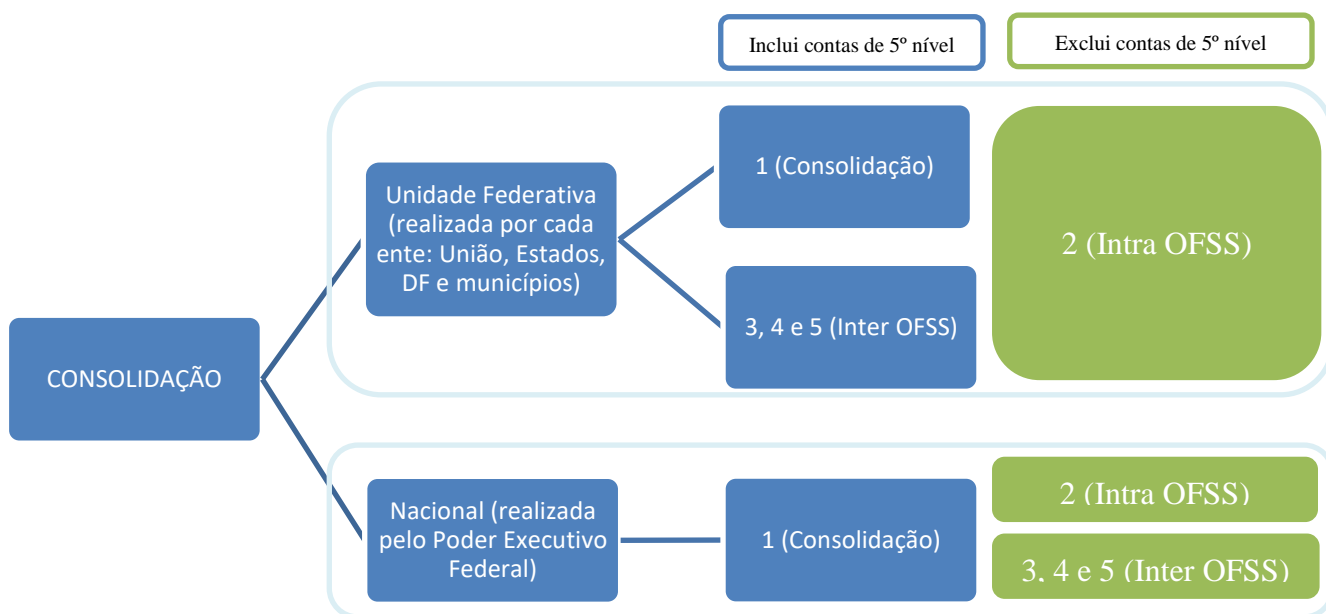 Inclui contas de 5º nível
Exclui contas de 5º nível
CONSOLIDAÇÃO
Unidade Federativa
(realizada por cada
ente: União, Estados,
DF e municípios)
1 (Consolidação)
3, 4 e 5 (Inter OFSS)
2 (Intra OFSS)
Nacional (realizada
pelo Poder Executivo
Federal)
1 (Consolidação)
2 (Intra OFSS)
3, 4 e 5 (Inter OFSS)